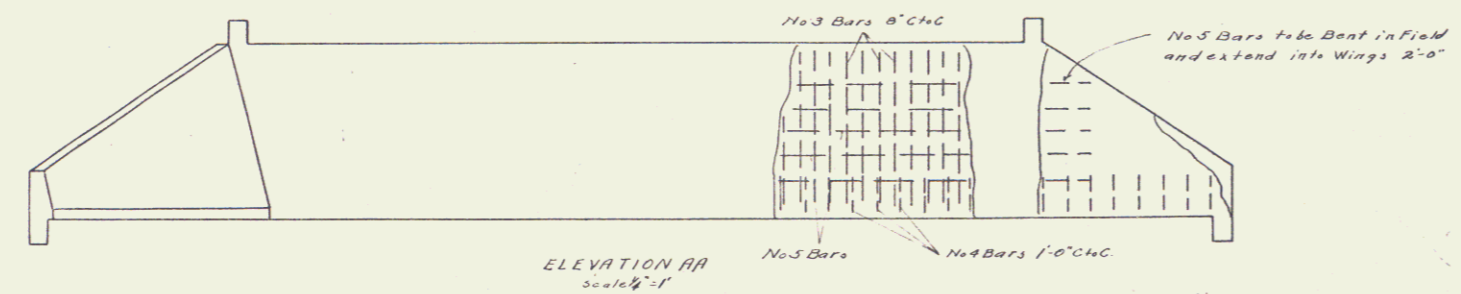 No 3 Bars 8" C to C
No 5 Bars to be Bent in Field
and extend into Wings 2'-0"
No 5 Bars
No 4 Bars 1'-0" C to C.
ELEVATION AA
scale ¼"=1'